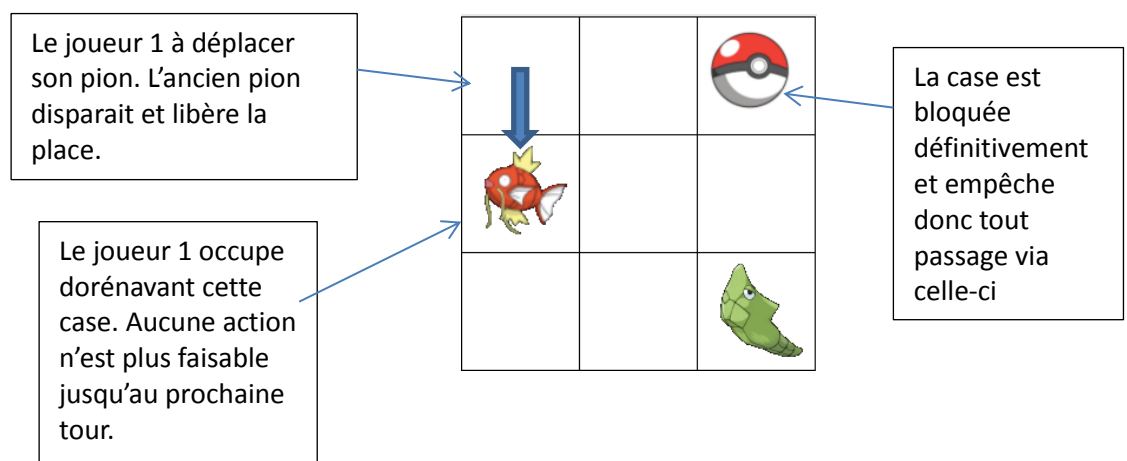 Le joueur 1 à déplacer
son pion. L’ancien pion
disparait et libère la
place.
Le joueur 1 occupe
dorénavant cette
case. Aucune action
n’est plus faisable
jusqu’au prochaine
tour.
La case est
bloquée
définitivement
et empêche
donc tout
passage via
celle-ci